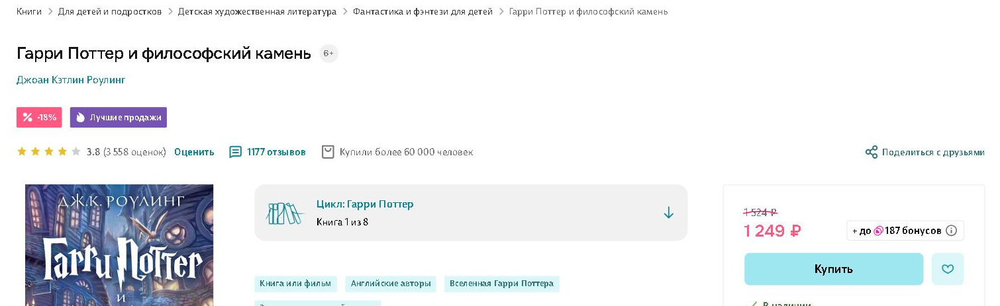 Книги > Для детей и подростков > Детская художественная литература > Фантастика и фэнтези для детей > Гарри Поттер и философский камень
Гарри Поттер и философский камень 6+
Джоан Кэтлин Роулинг
-18% Лучшие продажи
3.8 (3 558 оценок) Оценить 1177 отзывов Купили более 60 000 человек Поделиться с друзьями
ДЖ.К. РОУЛИНГ
Гарри Поттер
и
Цикл: Гарри Поттер
Книга 1 из 8
Книга или фильм Английские авторы Вселенная Гарри Поттера
1 524 ₽
1 249 ₽ + до 187 бонусов
Купить
В наличии